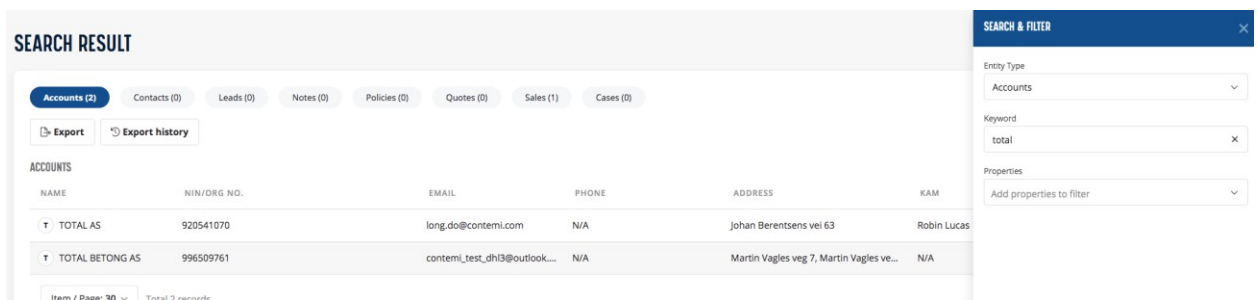 SEARCH RESULT
Accounts (2) Contacts (0) Leads (0) Notes (0) Policies (0) Quotes (0) Sales (1) Cases (0)
Export Export history
ACCOUNTS
NAME NIN/ORG NO. EMAIL PHONE ADDRESS KAM
T TOTAL AS 920541070 long.do@contemi.com N/A Johan Berentsens vei 63 Robin Lucas
T TOTAL BETONG AS 996509761 contemi_test_dhl3@outlook.... N/A Martin Vagles veg 7, Martin Vagles ve... N/A
Item / Page: 30 Total 2 records
SEARCH & FILTER
Entity Type
Accounts
Keyword
total
Properties
Add properties to filter